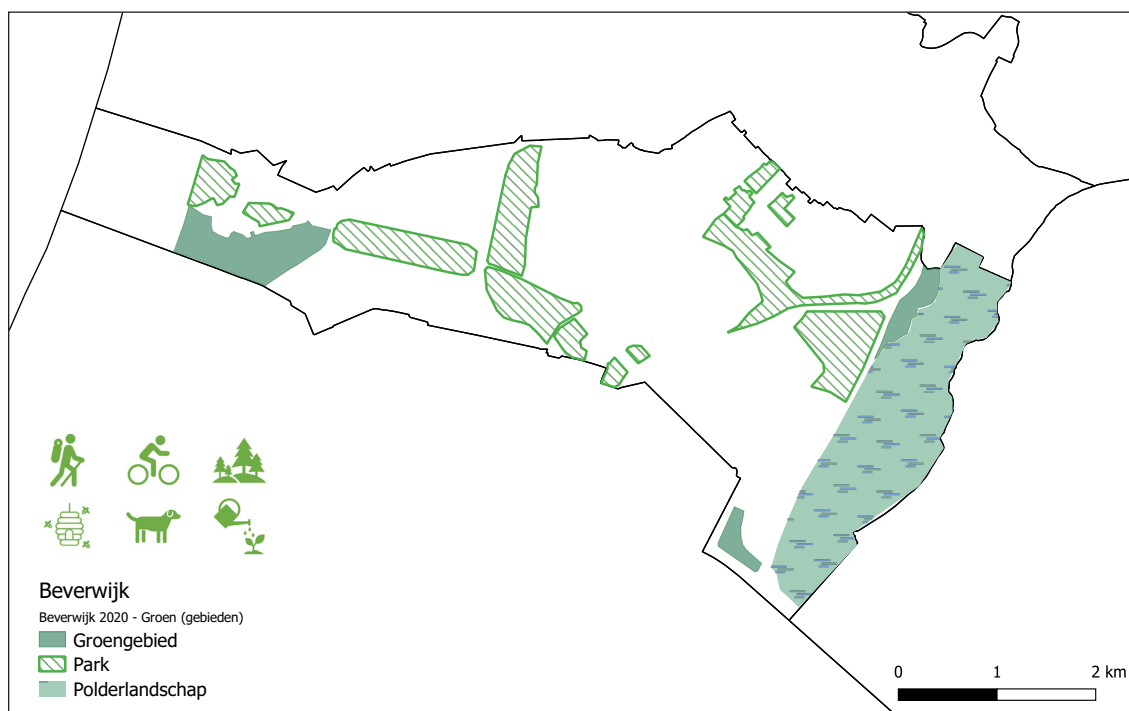 Beverwijk
Beverwijk 2020 - Groen (gebieden)
Groengebied
Park
Polderlandschap
0 1 2 km